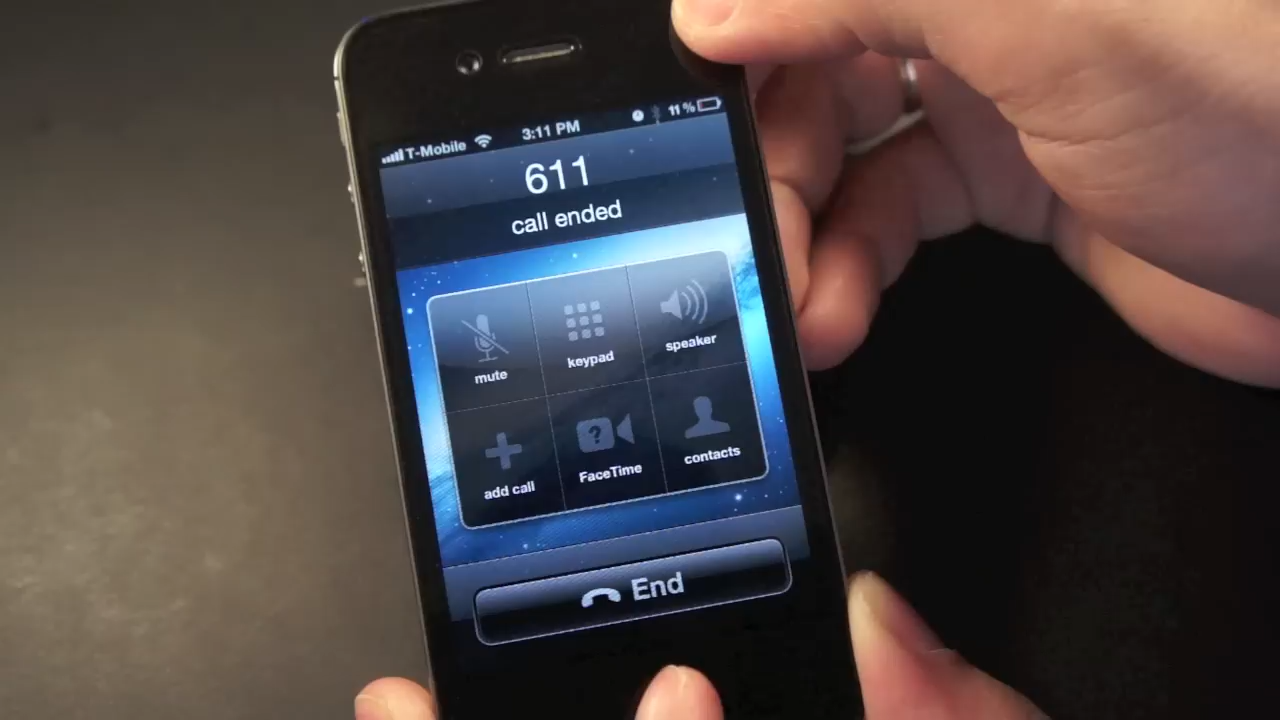 T-Mobile 3:11 PM 11%
611
call ended
mute keypad speaker
?
add call FaceTime contacts
End